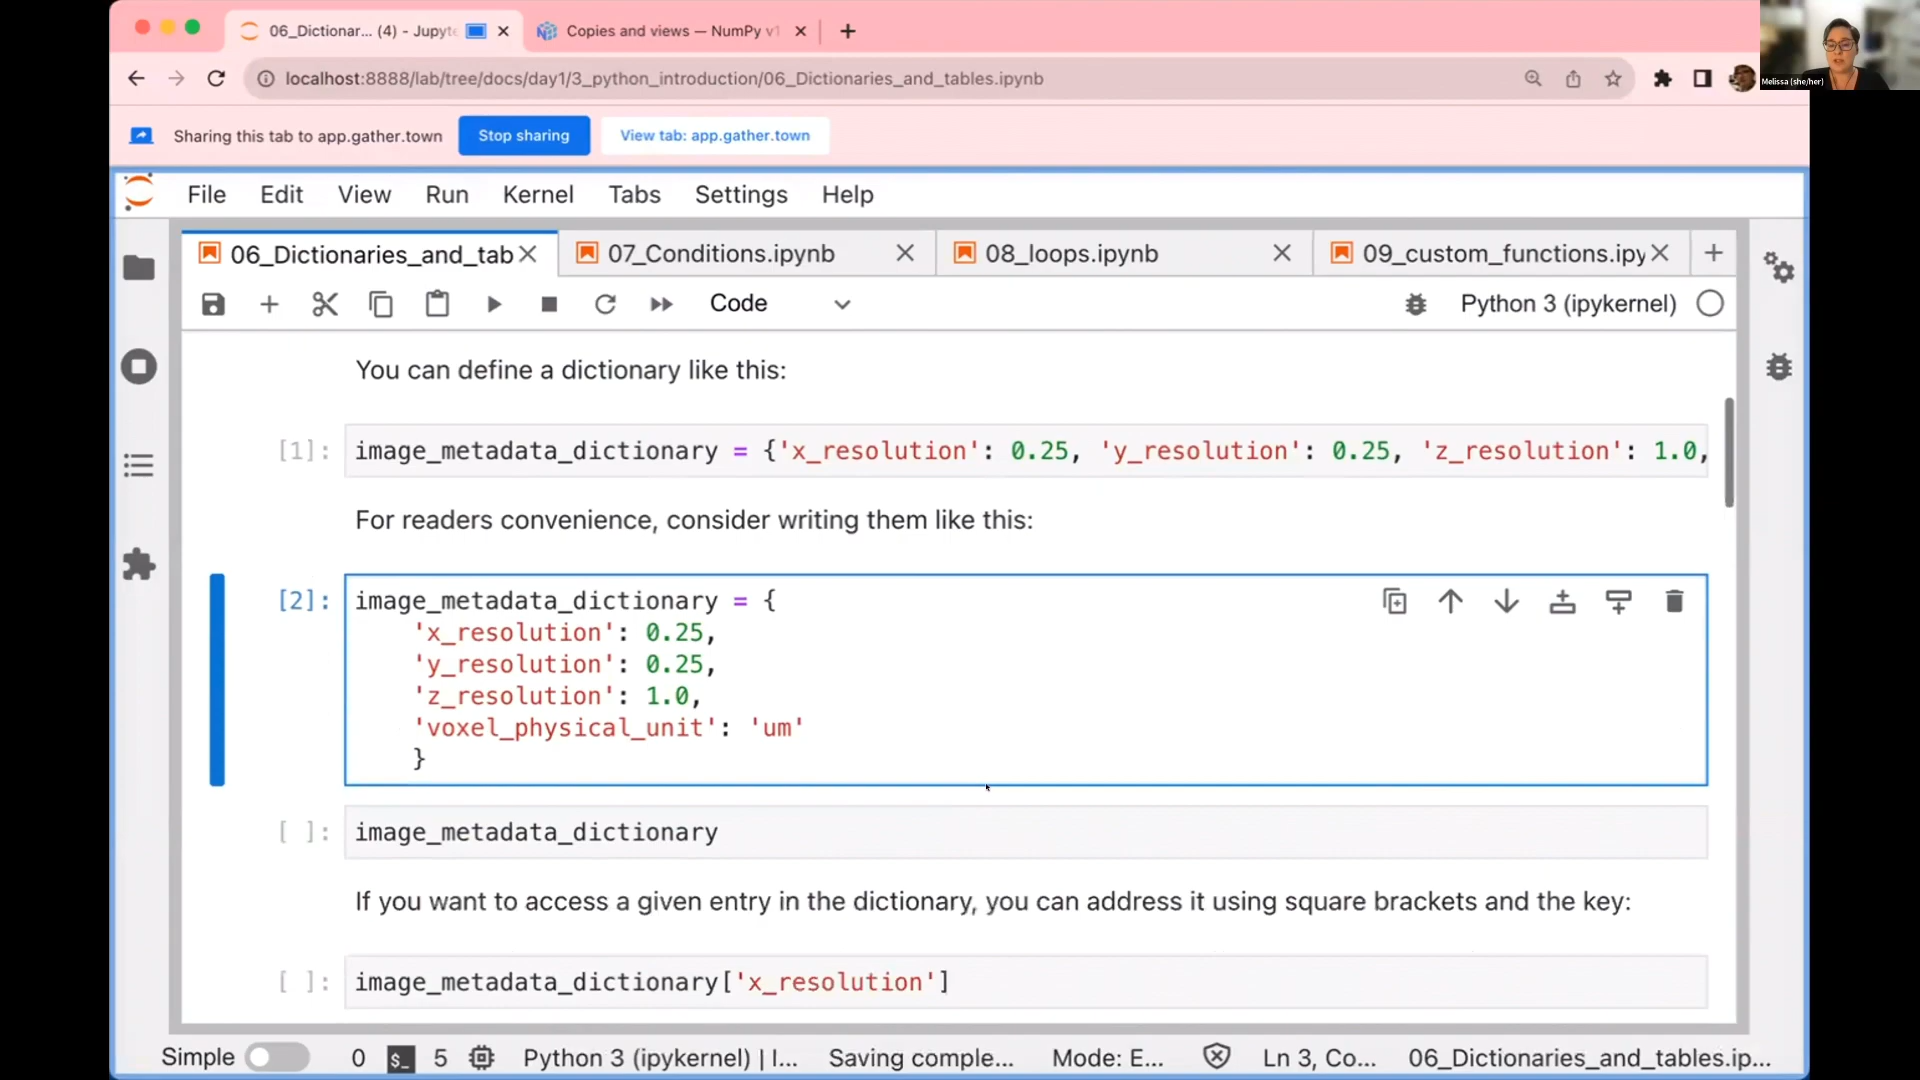 06_Dictionar... (4) - Jupyte
Copies and views — NumPy v1
localhost:8888/lab/tree/docs/day1/3_python_introduction/06_Dictionaries_and_tables.ipynb
Melissa (she/her)
Sharing this tab to app.gather.town
Stop sharing
View tab: app.gather.town
File Edit View Run Kernel Tabs Settings Help
06_Dictionaries_and_tab
07_Conditions.ipynb
08_loops.ipynb
09_custom_functions.ipy
Code
Python 3 (ipykernel)
You can define a dictionary like this:
[1]: image_metadata_dictionary = {'x_resolution': 0.25, 'y_resolution': 0.25, 'z_resolution': 1.0,
For readers convenience, consider writing them like this:
[2]: image_metadata_dictionary = {
'x_resolution': 0.25,
'y_resolution': 0.25,
'z_resolution': 1.0,
'voxel_physical_unit': 'um'
}
[ ]: image_metadata_dictionary
If you want to access a given entry in the dictionary, you can address it using square brackets and the key:
[ ]: image_metadata_dictionary['x_resolution']
Simple 0 $_ 5 Python 3 (ipykernel) | I... Saving comple... Mode: E... Ln 3, Co... 06_Dictionaries_and_tables.ip...